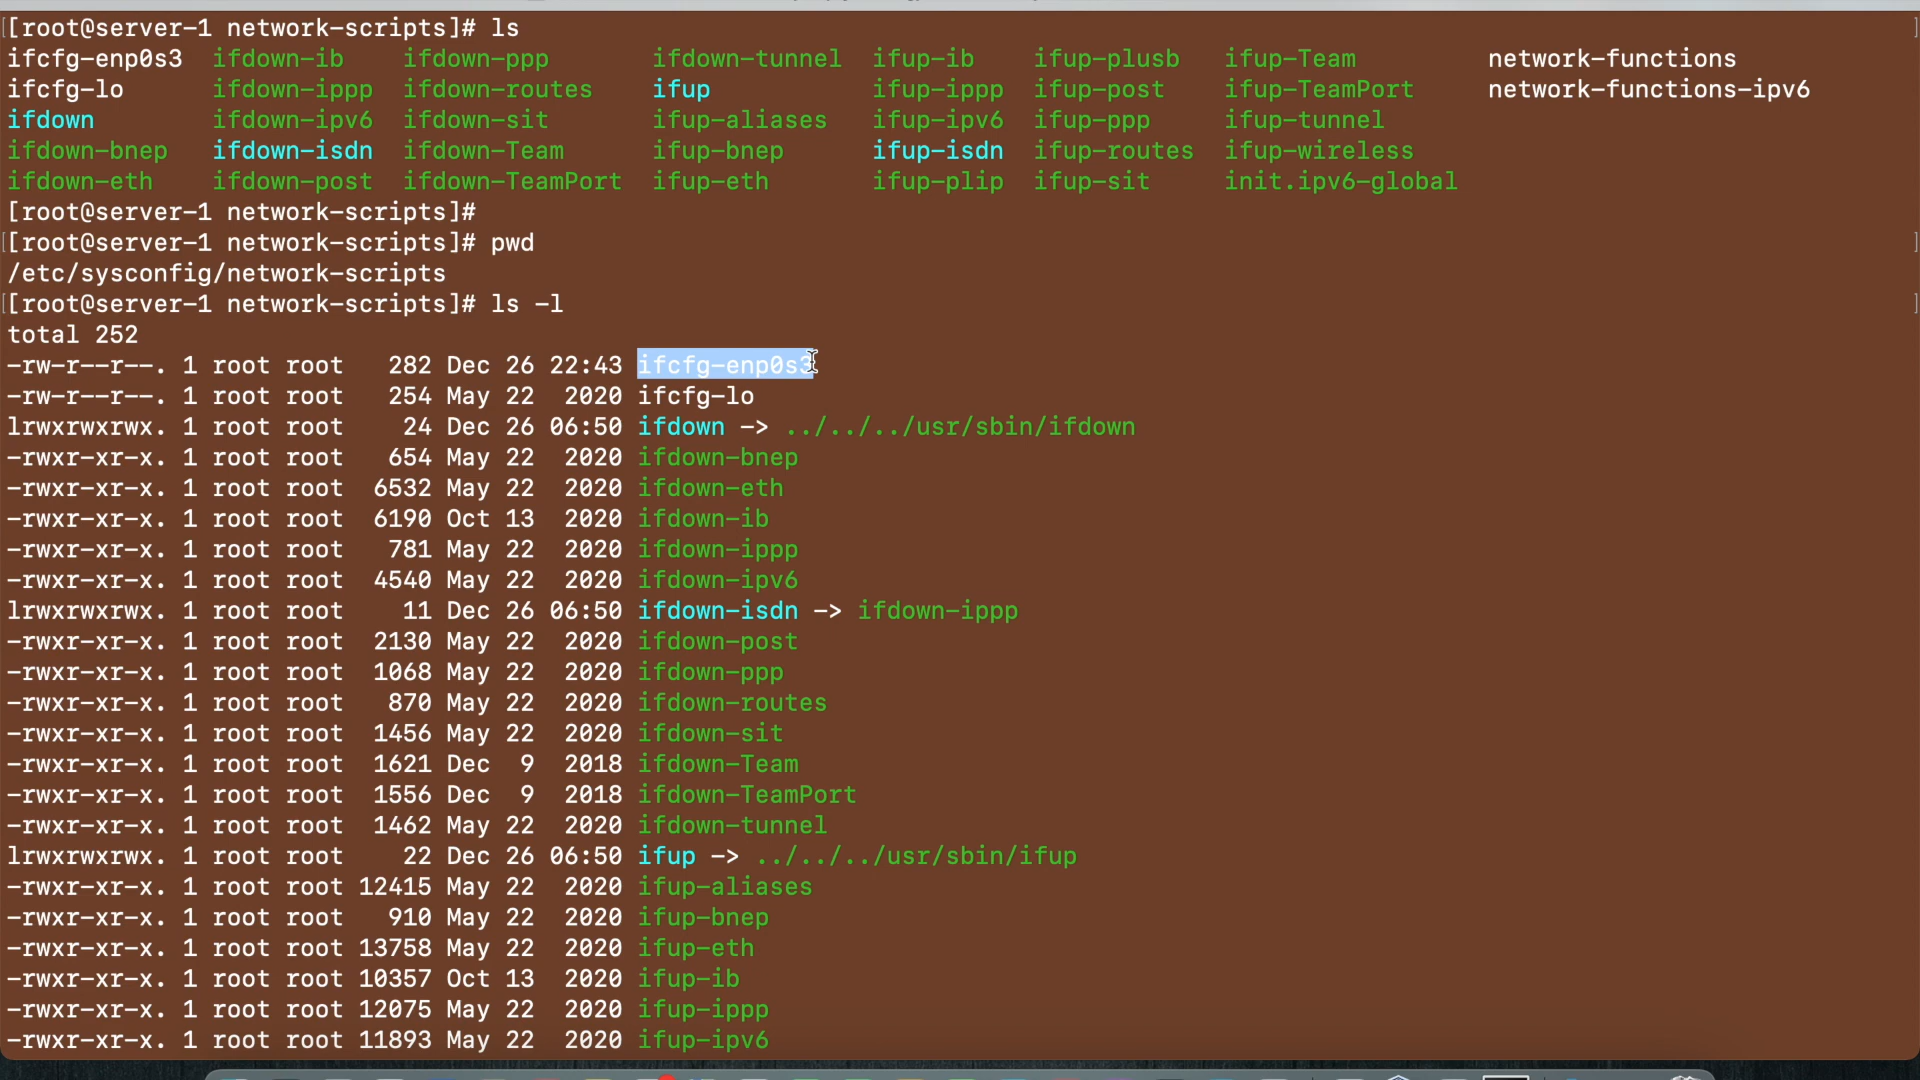 [[root@server-1 network-scripts]# ls ]
ifcfg-enp0s3 ifdown-ib ifdown-ppp ifdown-tunnel ifup-ib ifup-plusb ifup-Team network-functions
ifcfg-lo ifdown-ippp ifdown-routes ifup ifup-ippp ifup-post ifup-TeamPort network-functions-ipv6
ifdown ifdown-ipv6 ifdown-sit ifup-aliases ifup-ipv6 ifup-ppp ifup-tunnel
ifdown-bnep ifdown-isdn ifdown-Team ifup-bnep ifup-isdn ifup-routes ifup-wireless
ifdown-eth ifdown-post ifdown-TeamPort ifup-eth ifup-plip ifup-sit init.ipv6-global
[root@server-1 network-scripts]#
[[root@server-1 network-scripts]# pwd ]
/etc/sysconfig/network-scripts
[[root@server-1 network-scripts]# ls -l ]
total 252
-rw-r--r--. 1 root root 282 Dec 26 22:43 ifcfg-enp0s3
-rw-r--r--. 1 root root 254 May 22 2020 ifcfg-lo
lrwxrwxrwx. 1 root root 24 Dec 26 06:50 ifdown -> ../../../usr/sbin/ifdown
-rwxr-xr-x. 1 root root 654 May 22 2020 ifdown-bnep
-rwxr-xr-x. 1 root root 6532 May 22 2020 ifdown-eth
-rwxr-xr-x. 1 root root 6190 Oct 13 2020 ifdown-ib
-rwxr-xr-x. 1 root root 781 May 22 2020 ifdown-ippp
-rwxr-xr-x. 1 root root 4540 May 22 2020 ifdown-ipv6
lrwxrwxrwx. 1 root root 11 Dec 26 06:50 ifdown-isdn -> ifdown-ippp
-rwxr-xr-x. 1 root root 2130 May 22 2020 ifdown-post
-rwxr-xr-x. 1 root root 1068 May 22 2020 ifdown-ppp
-rwxr-xr-x. 1 root root 870 May 22 2020 ifdown-routes
-rwxr-xr-x. 1 root root 1456 May 22 2020 ifdown-sit
-rwxr-xr-x. 1 root root 1621 Dec 9 2018 ifdown-Team
-rwxr-xr-x. 1 root root 1556 Dec 9 2018 ifdown-TeamPort
-rwxr-xr-x. 1 root root 1462 May 22 2020 ifdown-tunnel
lrwxrwxrwx. 1 root root 22 Dec 26 06:50 ifup -> ../../../usr/sbin/ifup
-rwxr-xr-x. 1 root root 12415 May 22 2020 ifup-aliases
-rwxr-xr-x. 1 root root 910 May 22 2020 ifup-bnep
-rwxr-xr-x. 1 root root 13758 May 22 2020 ifup-eth
-rwxr-xr-x. 1 root root 10357 Oct 13 2020 ifup-ib
-rwxr-xr-x. 1 root root 12075 May 22 2020 ifup-ippp
-rwxr-xr-x. 1 root root 11893 May 22 2020 ifup-ipv6